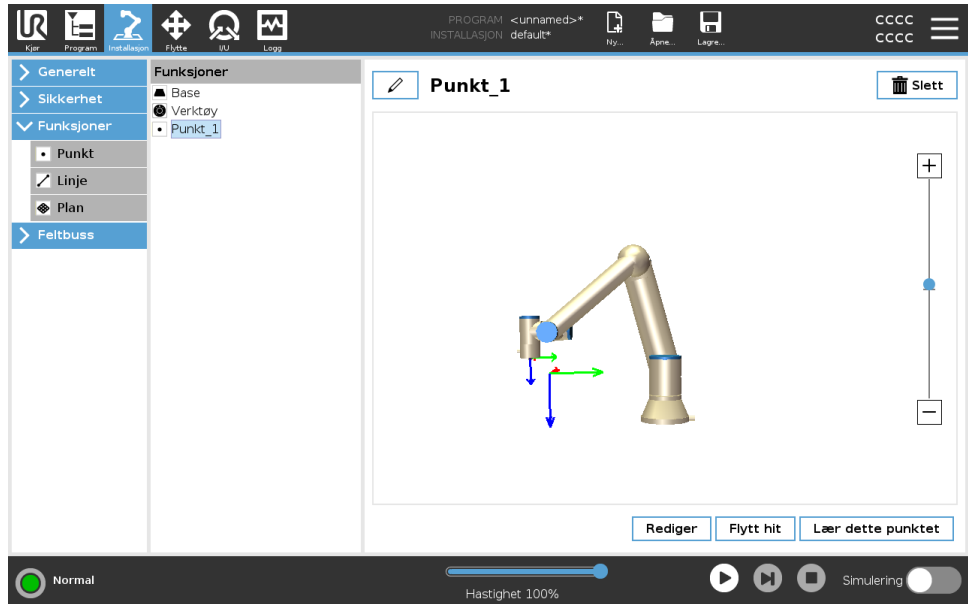 UR
Kjør
Program
Installasjon
Flytte
I/U
Logg
PROGRAM <unnamed>*
INSTALLASJON default*
Ny...
Åpne...
Lagre...
CCCC
CCCC
Generelt
Sikkerhet
Funksjoner
Punkt
Linje
Plan
Feltbuss
Funksjoner
Base
Verktøy
Punkt_1
Punkt_1
Slett
Rediger
Flytt hit
Lær dette punktet
Normal
Hastighet 100%
Simulering